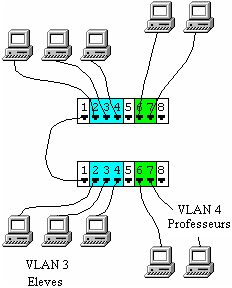 1 2 3 4 5 6 7 8
1 2 3 4 5 6 7 8
VLAN 4
Professeurs
VLAN 3
Eleves